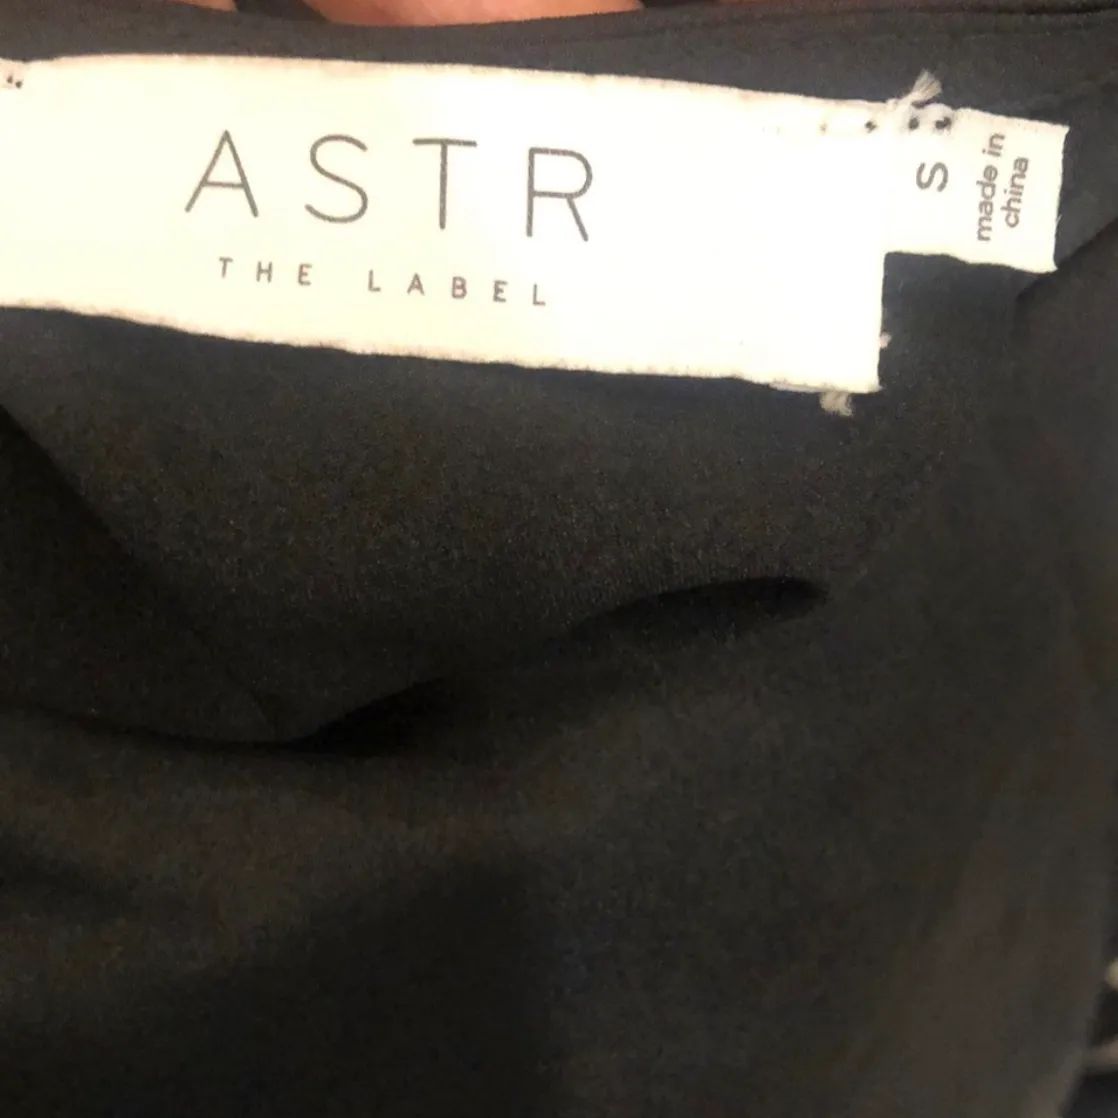 ASTR
THE LABEL
S
made in
china